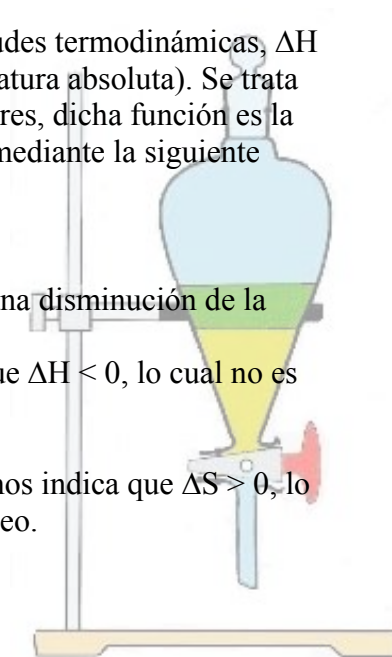 udes termodinámicas, ΔH
atura absoluta). Se trata
res, dicha función es la
mediante la siguiente
na disminución de la
ue ΔH < 0, lo cual no es
nos indica que ΔS > 0, lo
eo.